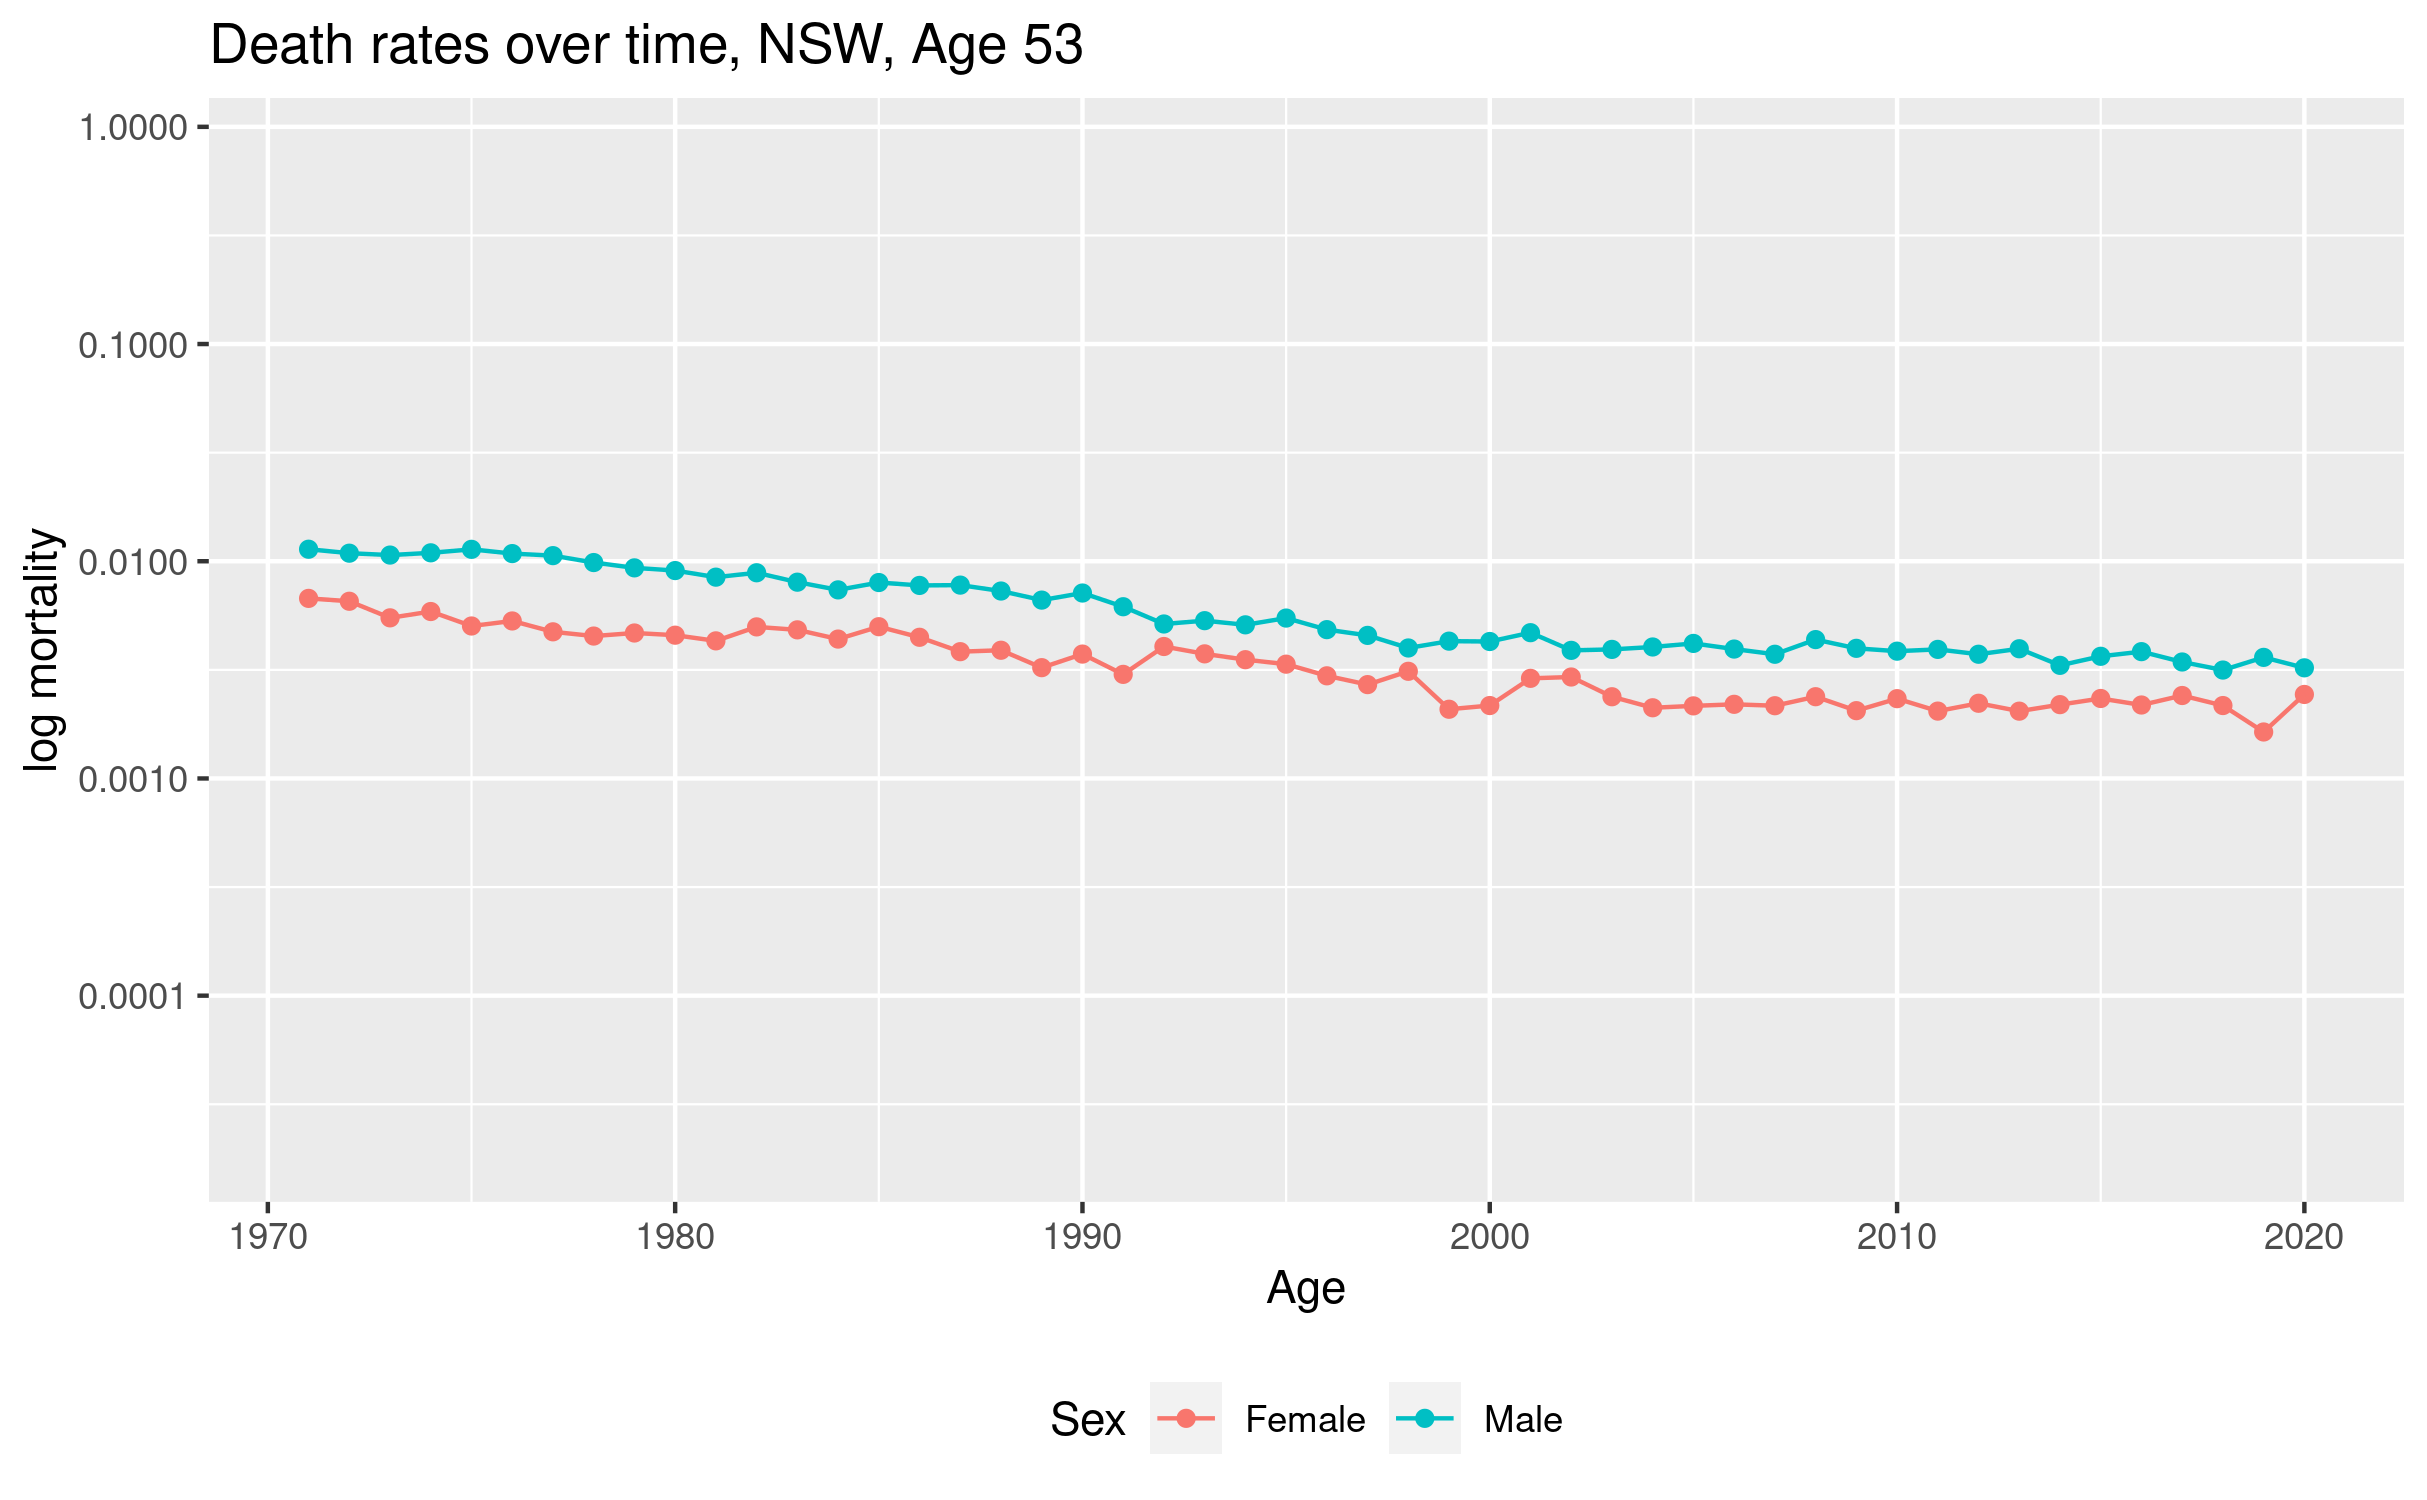 Death rates over time, NSW, Age 53
log mortality
1.0000
0.1000
0.0100
0.0010
0.0001
1970 1980 1990 2000 2010 2020
Age
Sex Female Male